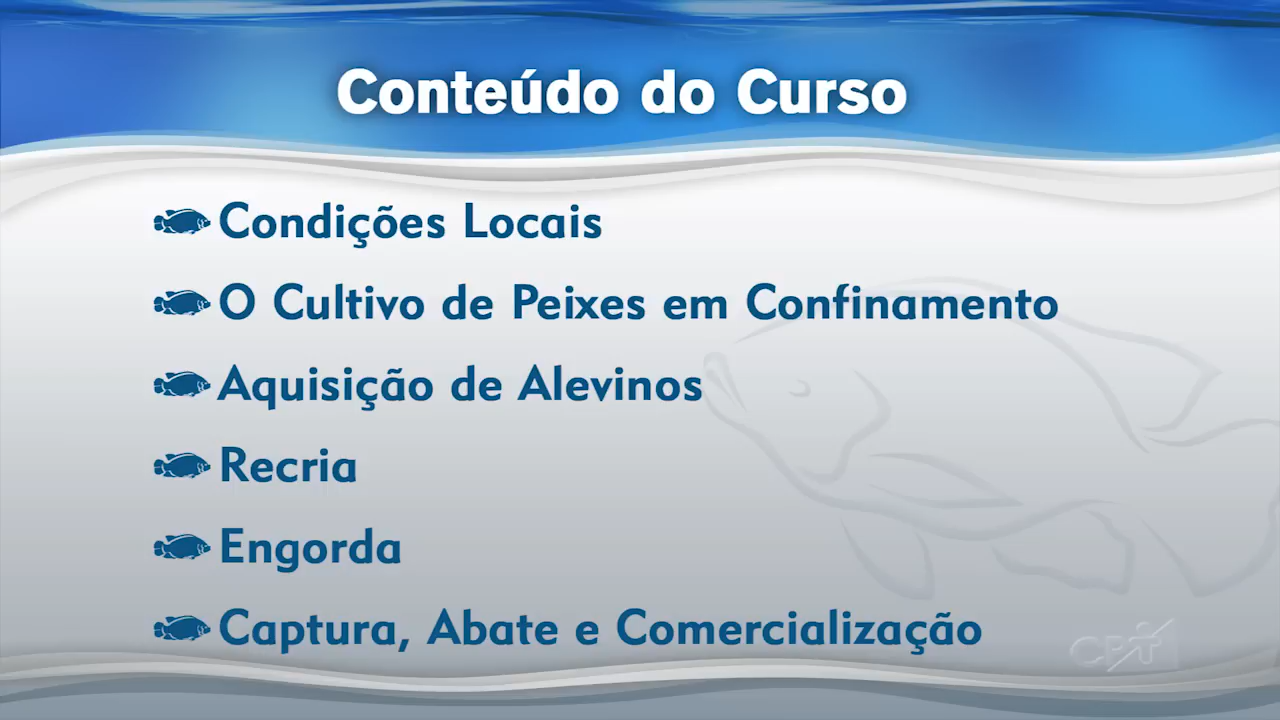 Conteúdo do Curso
Condições Locais
O Cultivo de Peixes em Confinamento
Aquisição de Alevinos
Recria
Engorda
Captura, Abate e Comercialização
CPT